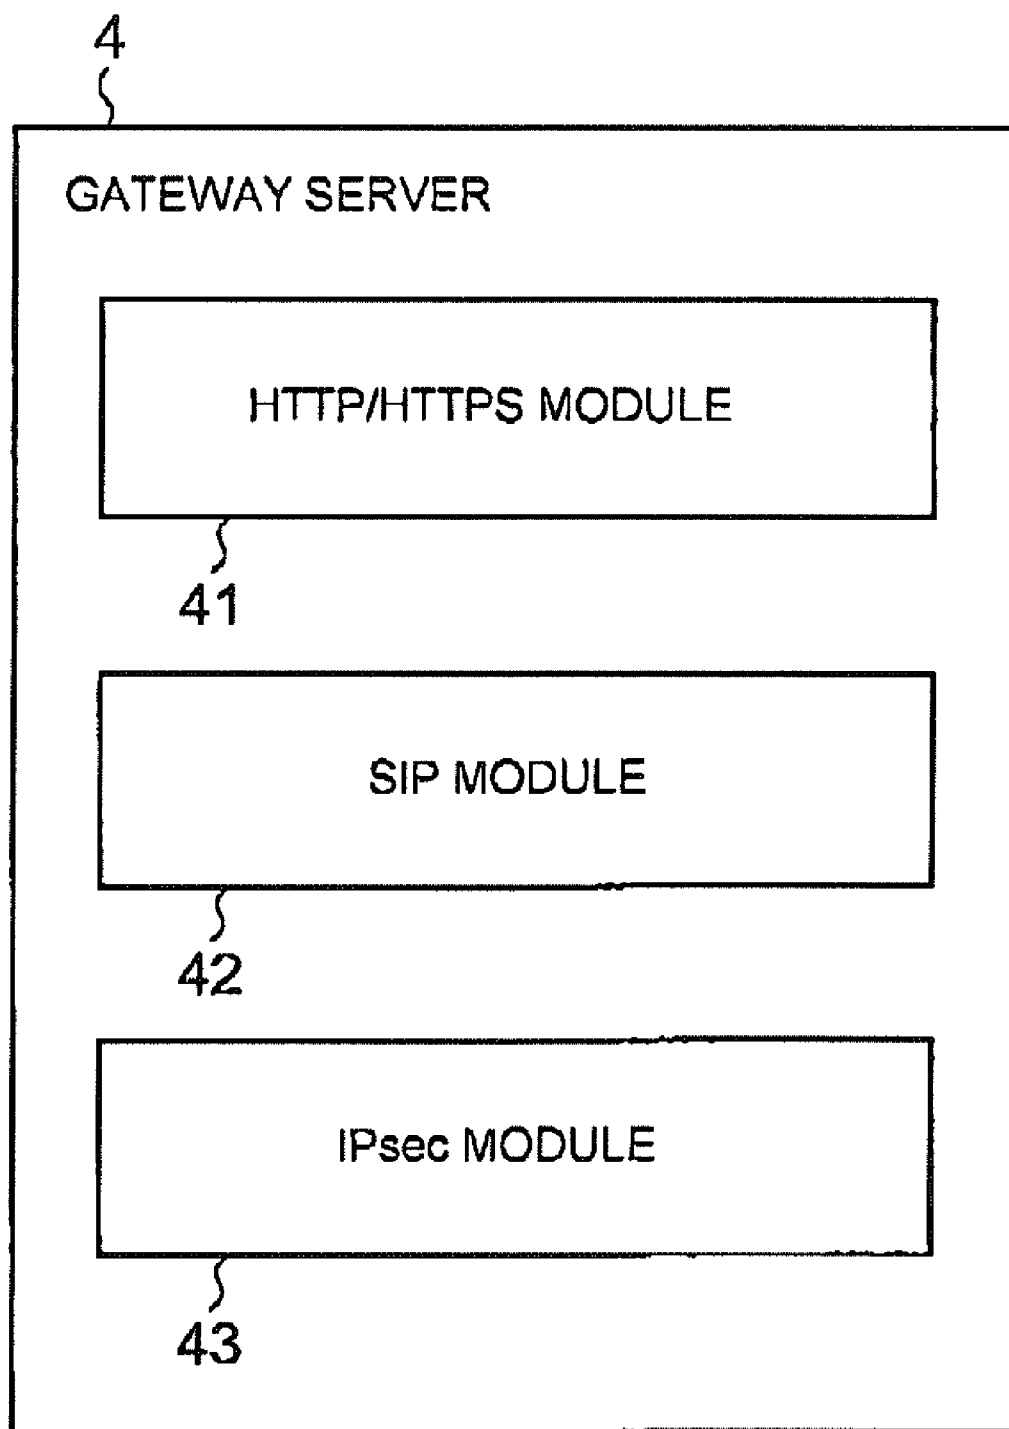 4
GATEWAY SERVER
HTTP/HTTPS MODULE
41
SIP MODULE
42
IPsec MODULE
43